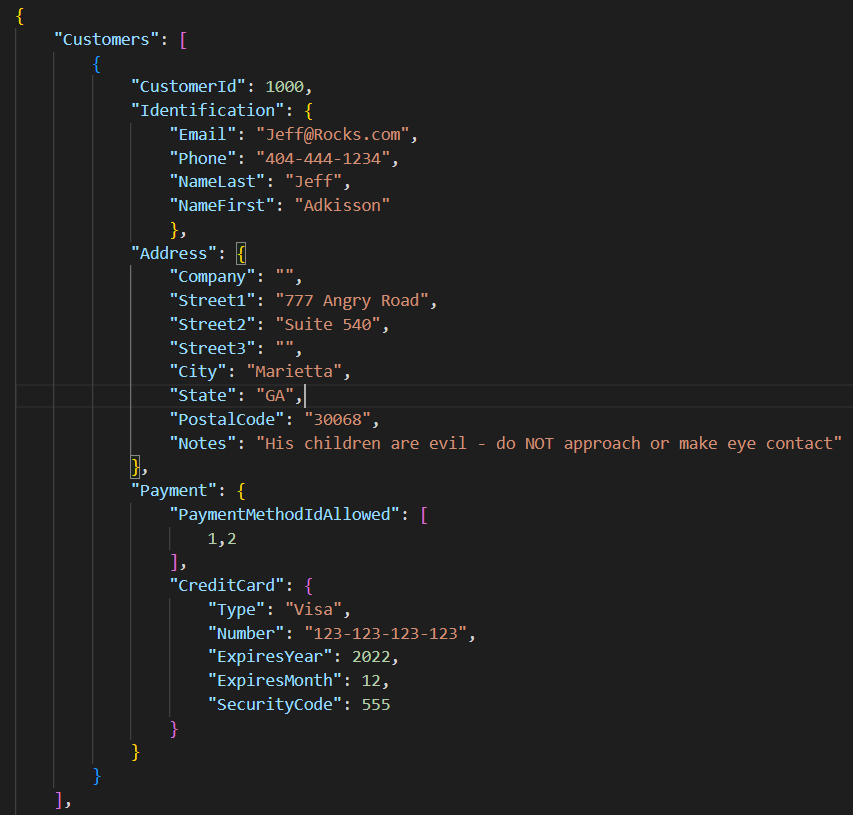 {
    "Customers": [
        {
            "CustomerId": 1000,
            "Identification": {
                "Email": "Jeff@Rocks.com",
                "Phone": "404-444-1234",
                "NameLast": "Jeff",
                "NameFirst": "Adkisson"
                },
            "Address": {
                "Company": "",
                "Street1": "777 Angry Road",
                "Street2": "Suite 540",
                "Street3": "",
                "City": "Marietta",
                "State": "GA",
                "PostalCode": "30068",
                "Notes": "His children are evil - do NOT approach or make eye contact"
            },
            "Payment": {
                "PaymentMethodIdAllowed": [
                    1,2
                ],
                "CreditCard": {
                    "Type": "Visa",
                    "Number": "123-123-123-123",
                    "ExpiresYear": 2022,
                    "ExpiresMonth": 12,
                    "SecurityCode": 555
                }
            }
        }
    ],